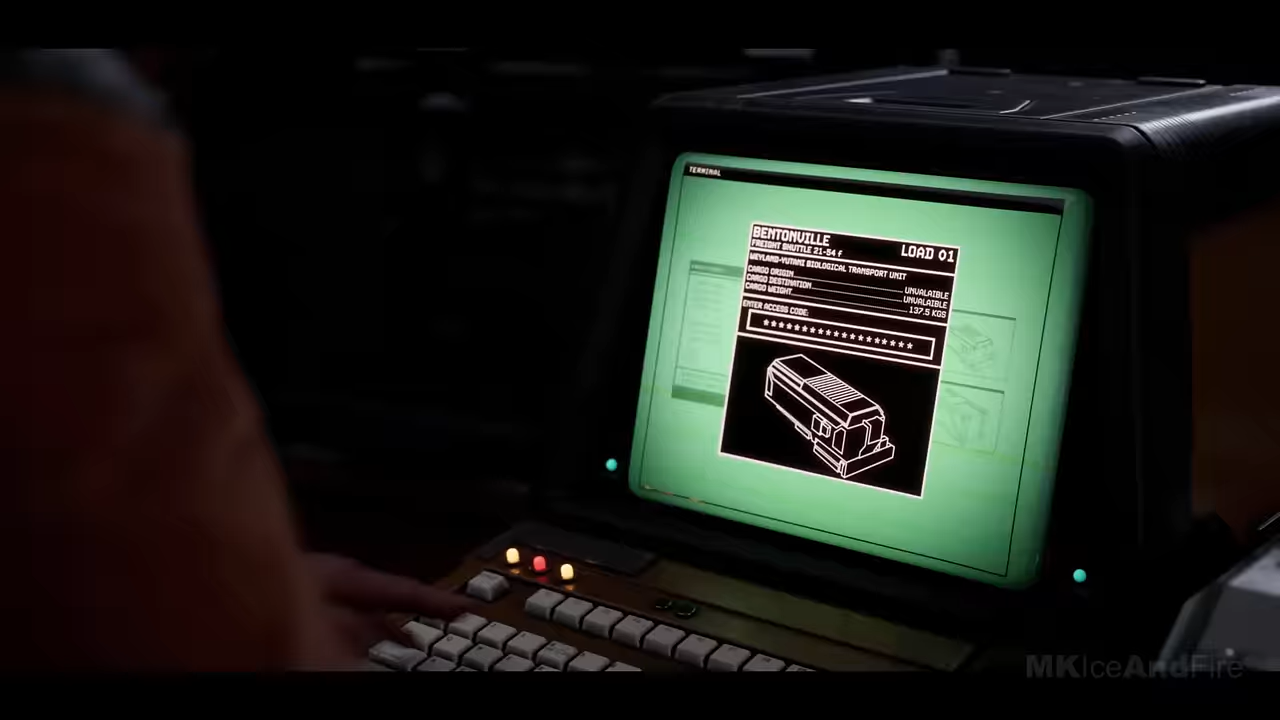 TERMINAL
BENTONVILLE
LOAD 01
FREIGHT SHUTTLE 21-54 f
WEYLAND-YUTANI BIOLOGICAL TRANSPORT UNIT
CARGO ORIGIN UNVALAIBLE
CARGO DESTINATION UNVALAIBLE
CARGO WEIGHT 137.5 KGS
ENTER ACCESS CODE:
*****************
MKIceAndFire